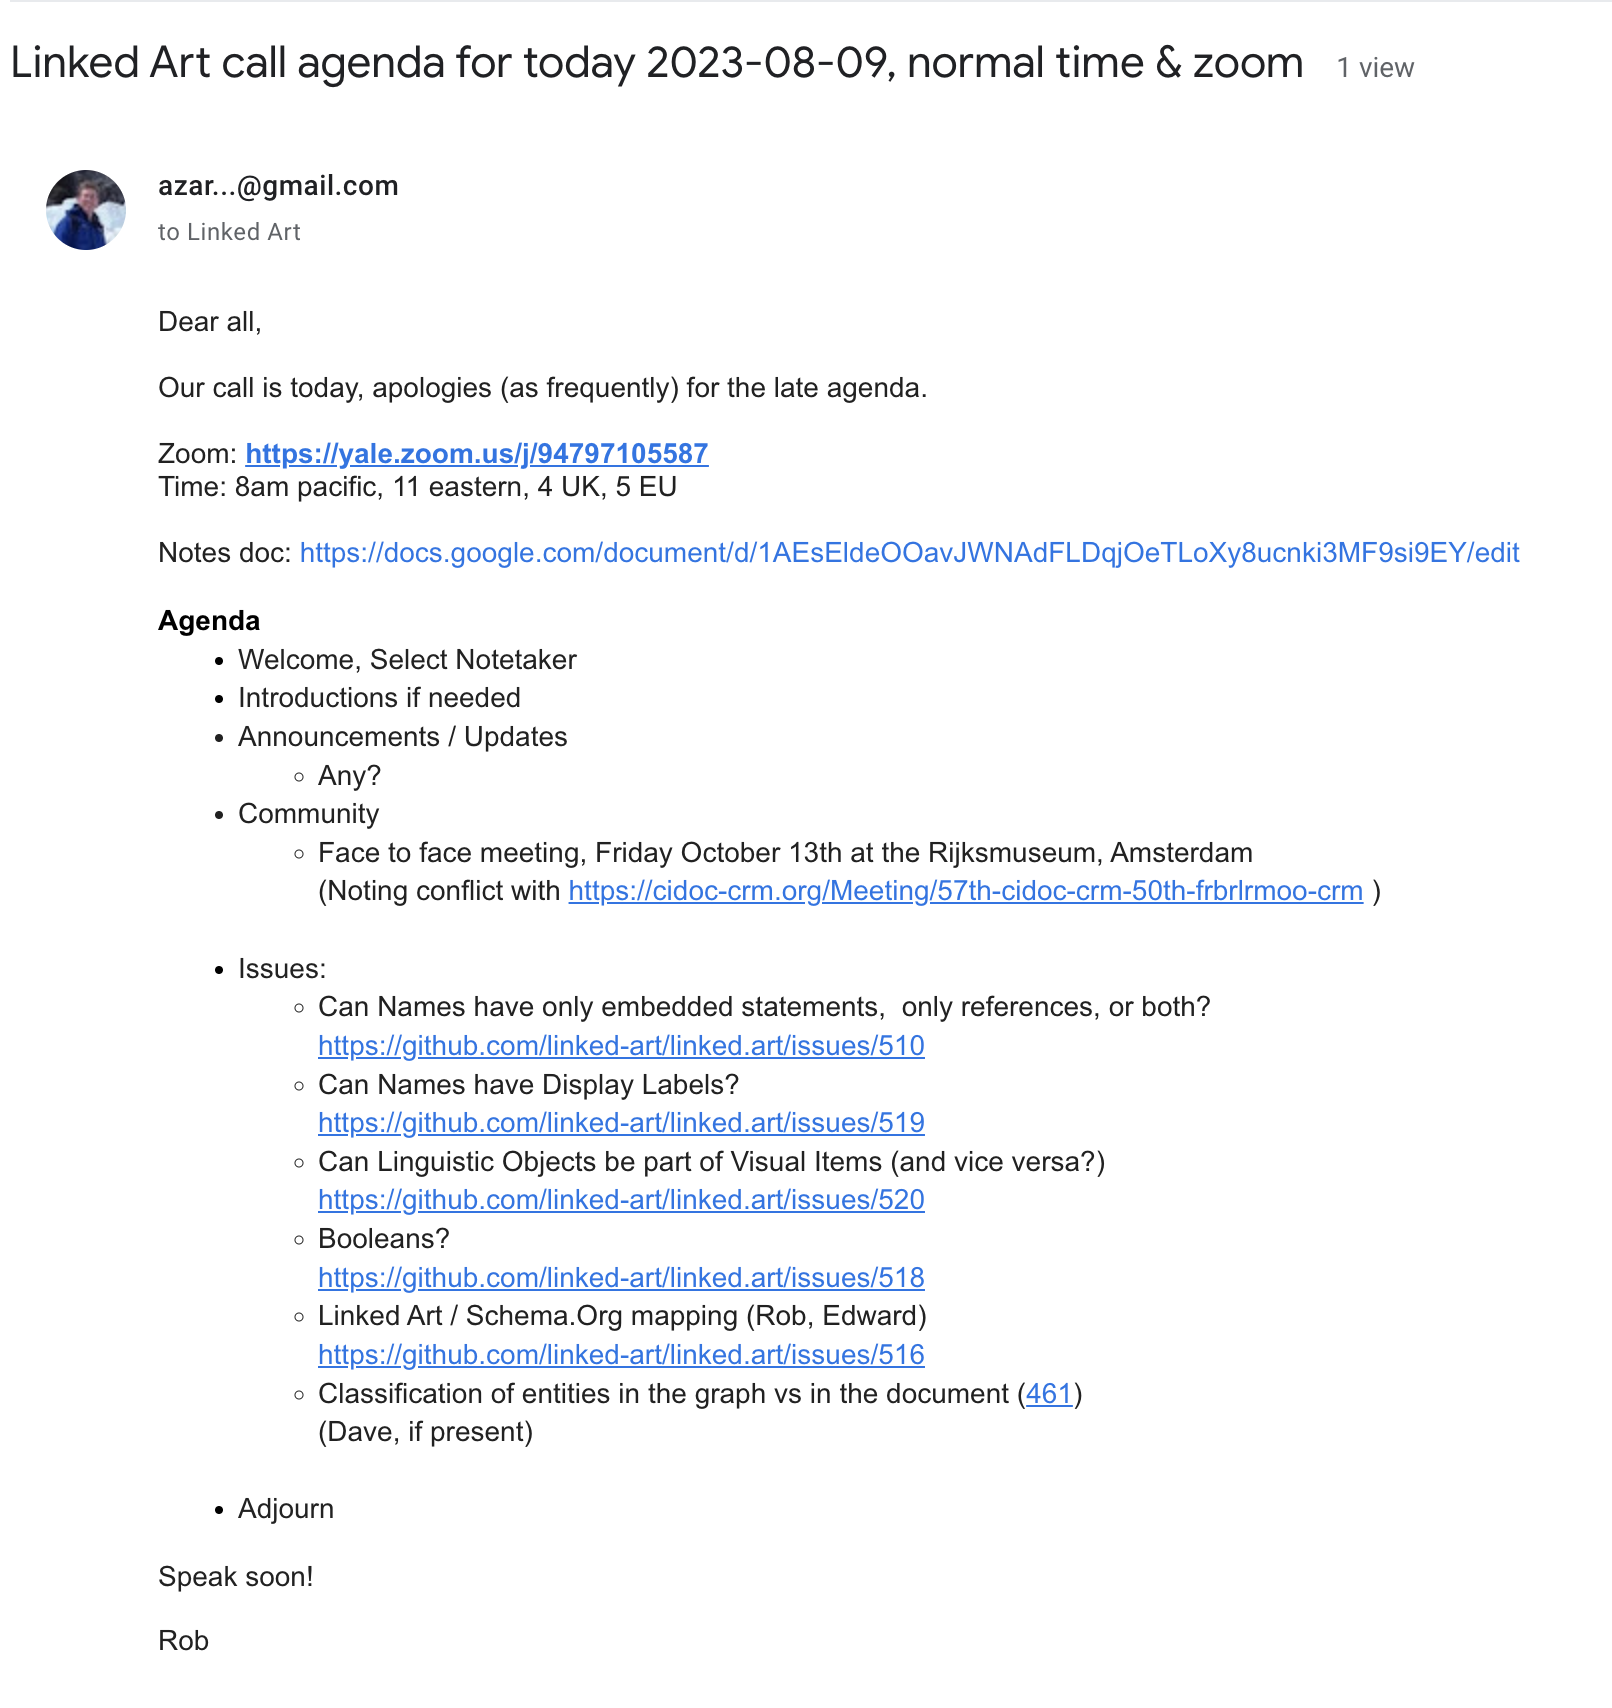 Linked Art call agenda for today 2023-08-09, normal time & zoom 1 view
azar...@gmail.com
to Linked Art
Dear all,
Our call is today, apologies (as frequently) for the late agenda.
Zoom: https://yale.zoom.us/j/94797105587
Time: 8am pacific, 11 eastern, 4 UK, 5 EU
Notes doc: https://docs.google.com/document/d/1AEsEldeOOavJWNAdFLDqjOeTLoXy8ucnki3MF9si9EY/edit
Agenda
• Welcome, Select Notetaker
• Introductions if needed
• Announcements / Updates
○ Any?
• Community
○ Face to face meeting, Friday October 13th at the Rijksmuseum, Amsterdam
(Noting conflict with https://cidoc-crm.org/Meeting/57th-cidoc-crm-50th-frbrlrmoo-crm )
• Issues:
○ Can Names have only embedded statements,  only references, or both?
https://github.com/linked-art/linked.art/issues/510
○ Can Names have Display Labels?
https://github.com/linked-art/linked.art/issues/519
○ Can Linguistic Objects be part of Visual Items (and vice versa?)
https://github.com/linked-art/linked.art/issues/520
○ Booleans?
https://github.com/linked-art/linked.art/issues/518
○ Linked Art / Schema.Org mapping (Rob, Edward)
https://github.com/linked-art/linked.art/issues/516
○ Classification of entities in the graph vs in the document (461)
(Dave, if present)
• Adjourn
Speak soon!
Rob